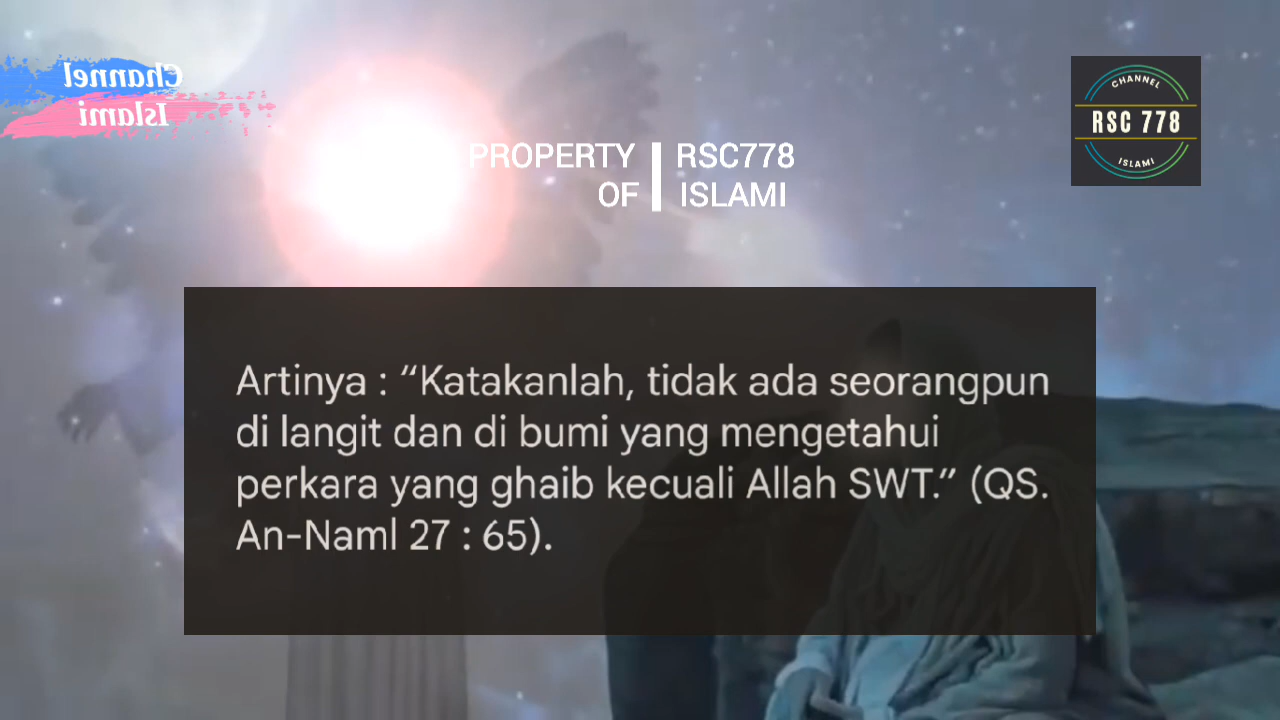 Channel
Islami
PROPERTY OF
RSC778 ISLAMI
CHANNEL
RSC 778
ISLAMI
Artinya : “Katakanlah, tidak ada seorangpun
di langit dan di bumi yang mengetahui
perkara yang ghaib kecuali Allah SWT.” (QS.
An-Naml 27 : 65).